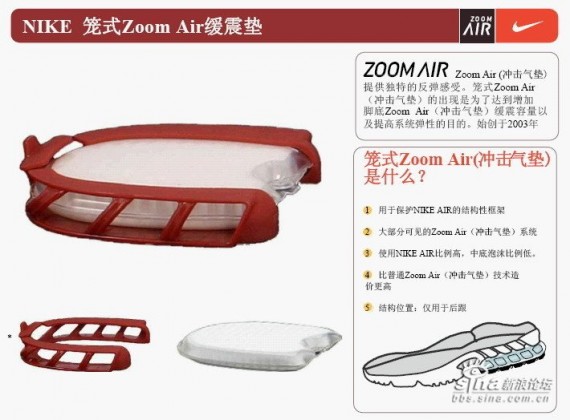 NIKE 笼式Zoom Air缓震垫
ZOOM
AIR
ZOOMAIR Zoom Air (冲击气垫)
提供独特的反弹感受。笼式Zoom Air
（冲击气垫）的出现是为了达到增加
脚底Zoom Air（冲击气垫）缓震容量以
及提高系统弹性的目的。始创于2003年
笼式Zoom Air(冲击气垫)
是什么？
1 用于保护NIKE AIR的结构性框架
2 大部分可见的Zoom Air（冲击气垫）系统
3 使用NIKE AIR比例高，中底泡沫比例低。
4 比普通Zoom Air（冲击气垫）技术造
价更高
5 结构位置：仅用于后跟
sina新浪论坛
bbs.sina.com.cn